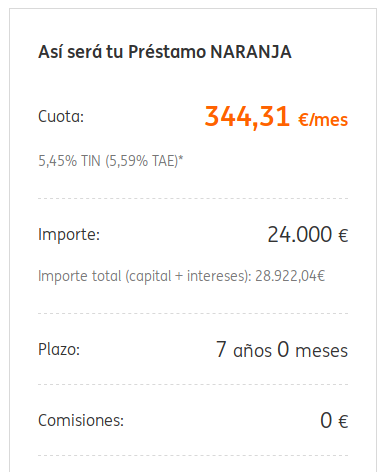 Así será tu Préstamo NARANJA
Cuota: 344,31 €/mes
5,45% TIN (5,59% TAE)*
Importe: 24.000 €
Importe total (capital + intereses): 28.922,04€
Plazo: 7 años 0 meses
Comisiones: 0 €